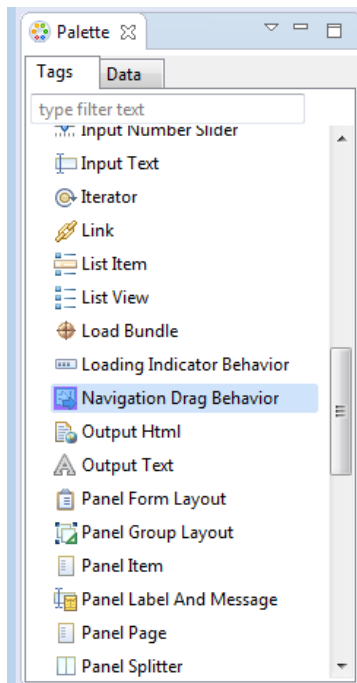 Palette
Tags Data
type filter text
Input Number Slider
Input Text
Iterator
Link
List Item
List View
Load Bundle
Loading Indicator Behavior
Navigation Drag Behavior
Output Html
Output Text
Panel Form Layout
Panel Group Layout
Panel Item
Panel Label And Message
Panel Page
Panel Splitter